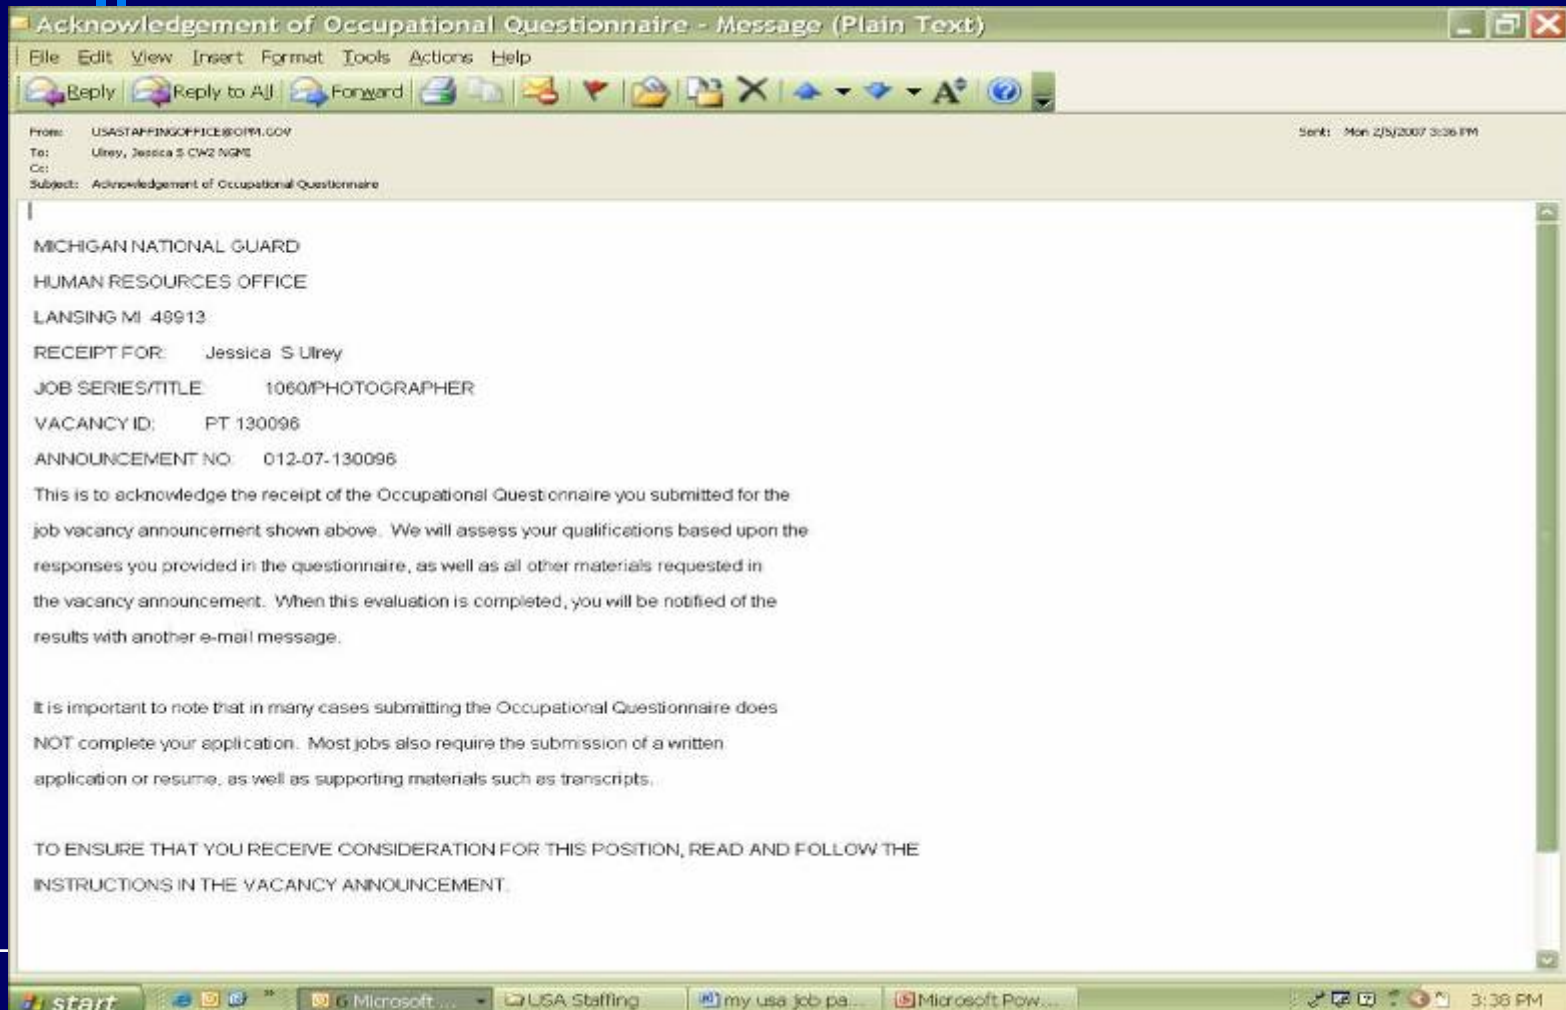 Acknowledgement of Occupational Questionnaire - Message (Plain Text)
File Edit View Insert Format Tools Actions Help
Reply Reply to All Forward
From: USASTAFFINGOFFICE@OPM.GOV Sent: Mon 2/5/2007 3:36 PM
To: Ulrey, Jessica S CW2 NGMI
Cc:
Subject: Acknowledgement of Occupational Questionnaire
MICHIGAN NATIONAL GUARD
HUMAN RESOURCES OFFICE
LANSING MI 48913
RECEIPT FOR: Jessica S Ulrey
JOB SERIES/TITLE: 1060/PHOTOGRAPHER
VACANCY ID: PT 130096
ANNOUNCEMENT NO: 012-07-130096
This is to acknowledge the receipt of the Occupational Questionnaire you submitted for the
job vacancy announcement shown above. We will assess your qualifications based upon the
responses you provided in the questionnaire, as well as all other materials requested in
the vacancy announcement. When this evaluation is completed, you will be notified of the
results with another e-mail message.
It is important to note that in many cases submitting the Occupational Questionnaire does
NOT complete your application. Most jobs also require the submission of a written
application or resume, as well as supporting materials such as transcripts.
TO ENSURE THAT YOU RECEIVE CONSIDERATION FOR THIS POSITION, READ AND FOLLOW THE
INSTRUCTIONS IN THE VACANCY ANNOUNCEMENT.
start 6 Microsoft ... USA Staffing my usa job pa... Microsoft Pow... 3:38 PM